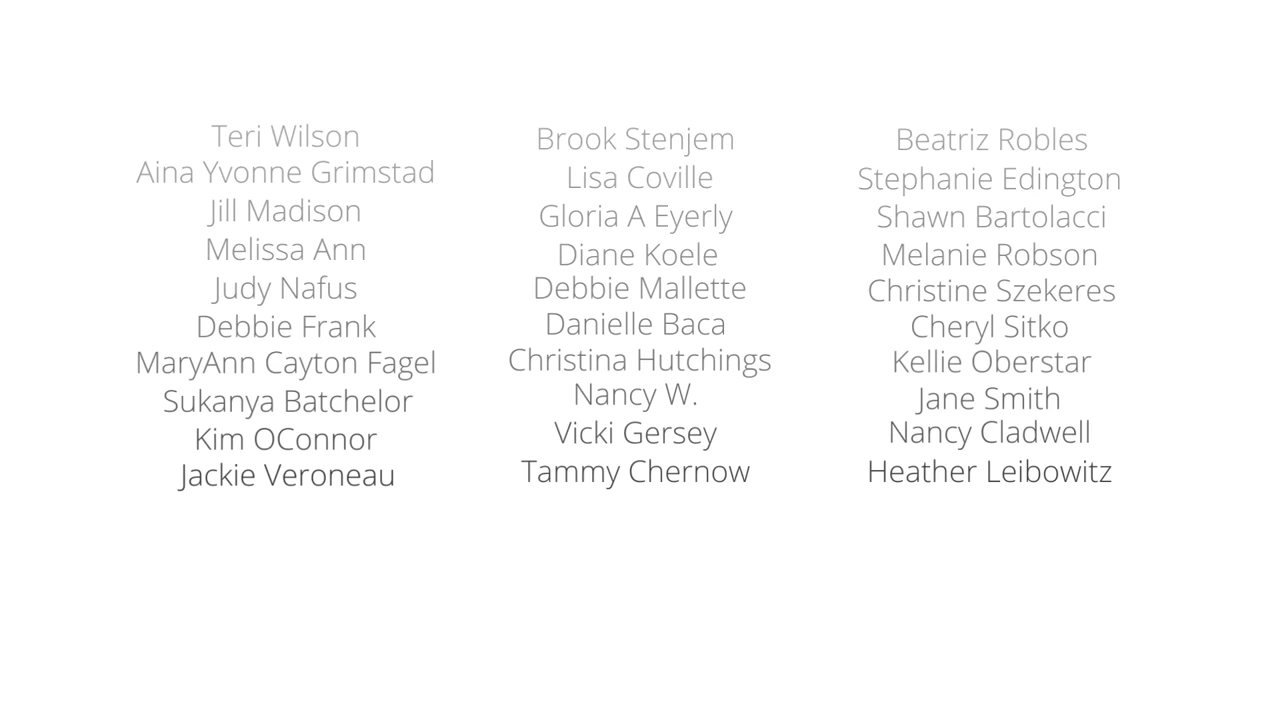 Teri Wilson
Aina Yvonne Grimstad
Jill Madison
Melissa Ann
Judy Nafus
Debbie Frank
MaryAnn Cayton Fagel
Sukanya Batchelor
Kim OConnor
Jackie Veroneau
Brook Stenjem
Lisa Coville
Gloria A Eyerly
Diane Koele
Debbie Mallette
Danielle Baca
Christina Hutchings
Nancy W.
Vicki Gersey
Tammy Chernow
Beatriz Robles
Stephanie Edington
Shawn Bartolacci
Melanie Robson
Christine Szekeres
Cheryl Sitko
Kellie Oberstar
Jane Smith
Nancy Cladwell
Heather Leibowitz